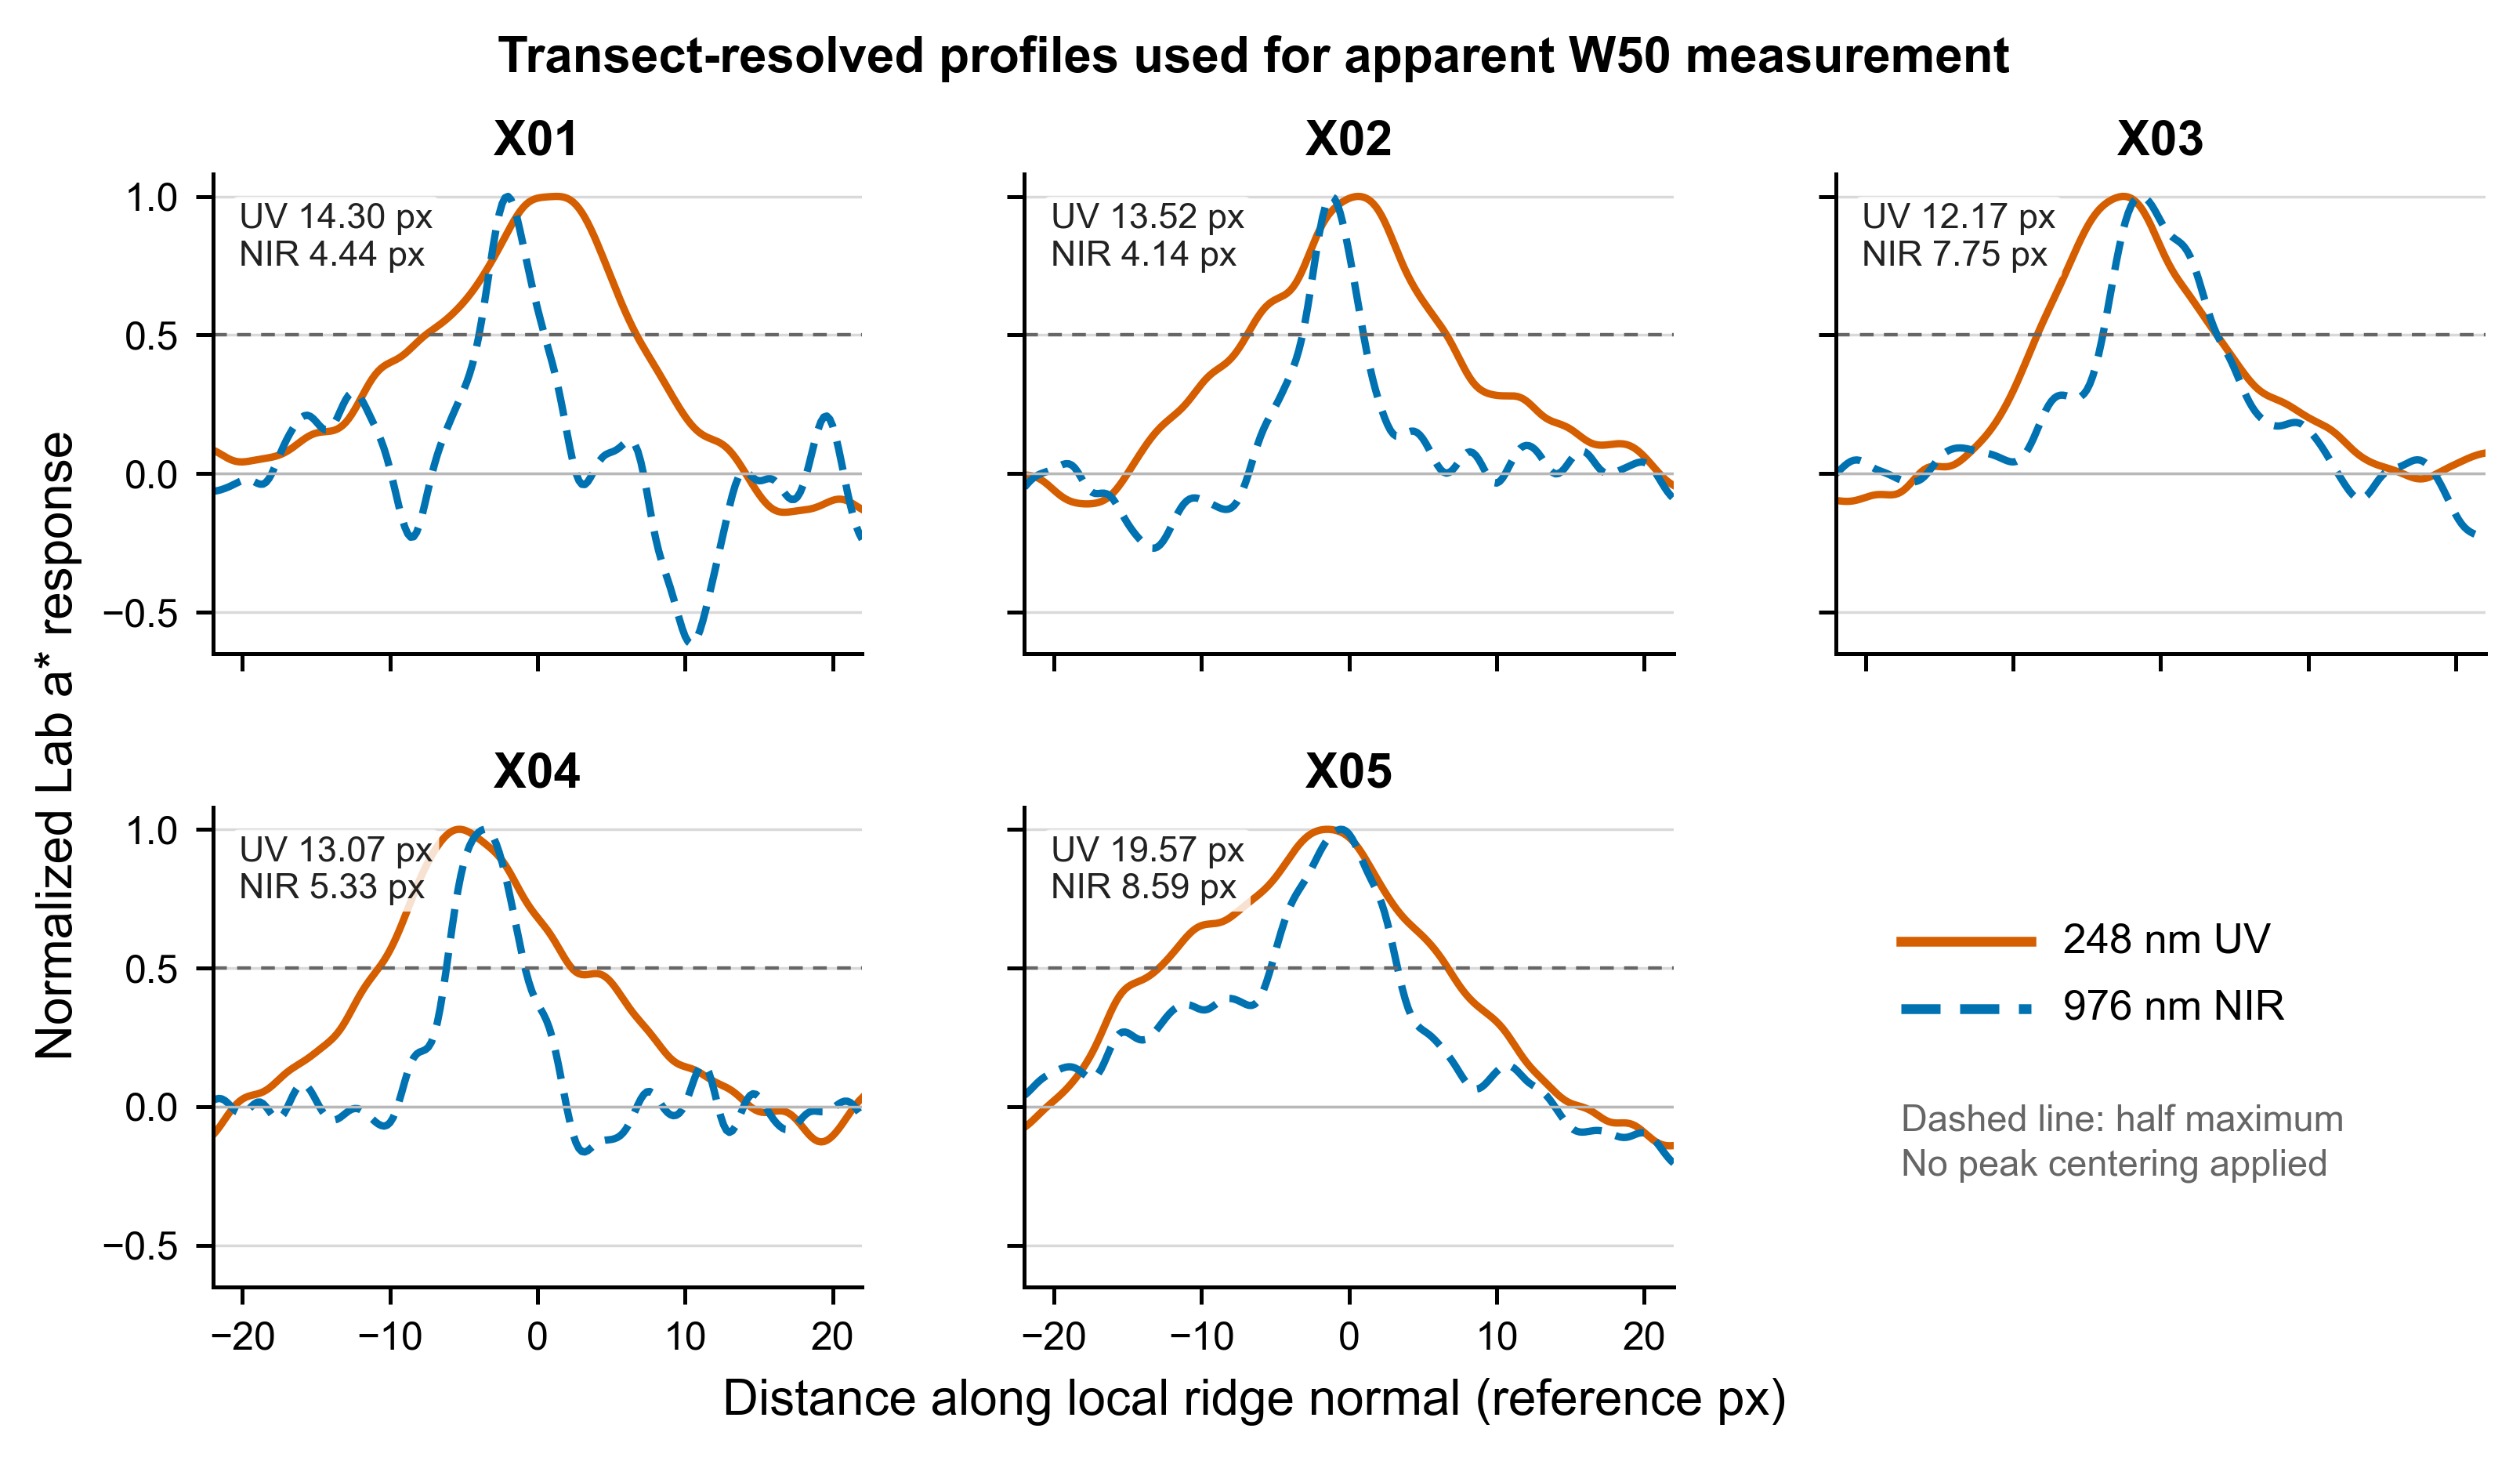 Transect-resolved profiles used for apparent W50 measurement
X01
X02
X03
1.0
0.5
0.0
−0.5
UV 14.30 px
NIR 4.44 px
UV 13.52 px
NIR 4.14 px
UV 12.17 px
NIR 7.75 px
Normalized Lab a* response
X04
X05
1.0
0.5
0.0
−0.5
UV 13.07 px
NIR 5.33 px
UV 19.57 px
NIR 8.59 px
248 nm UV
976 nm NIR
Dashed line: half maximum
No peak centering applied
−20 −10 0 10 20
−20 −10 0 10 20
Distance along local ridge normal (reference px)